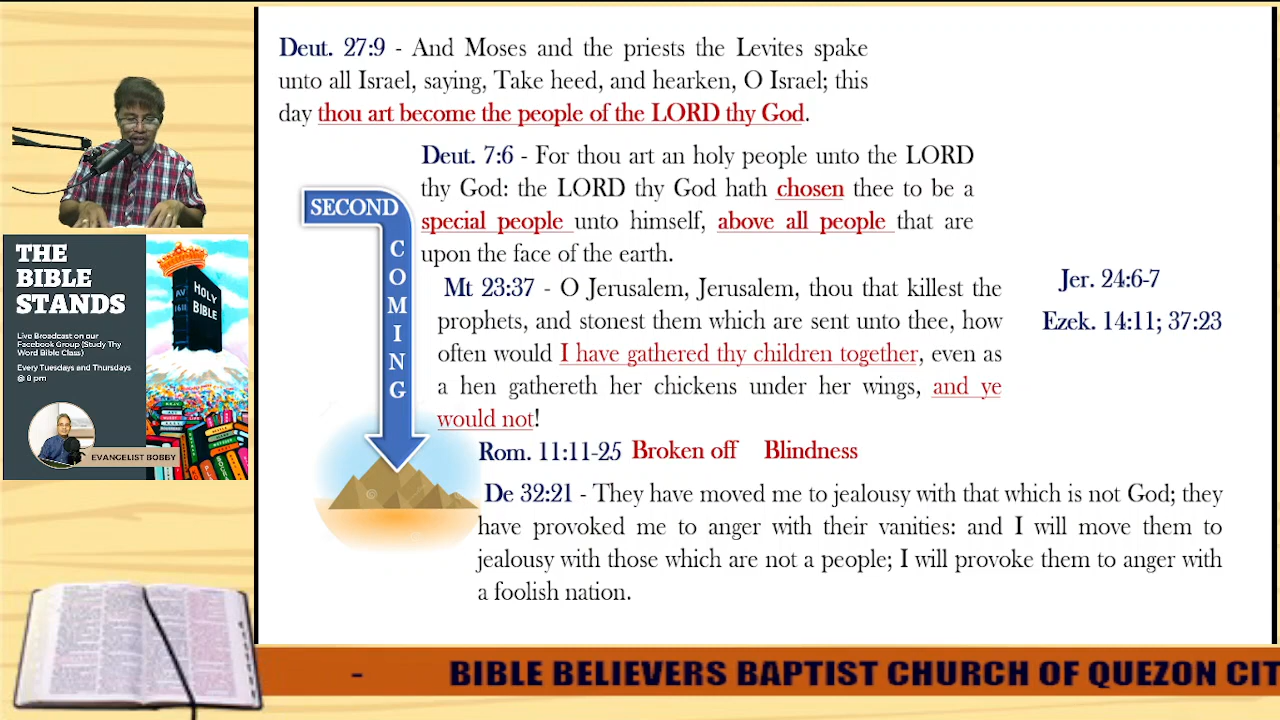 Deut. 27:9 - And Moses and the priests the Levites spake
unto all Israel, saying, Take heed, and hearken, O Israel; this
day thou art become the people of the LORD thy God.
Deut. 7:6 - For thou art an holy people unto the LORD
thy God: the LORD thy God hath chosen thee to be a
special people unto himself, above all people that are
upon the face of the earth.
SECOND
COMING
Mt 23:37 - O Jerusalem, Jerusalem, thou that killest the
prophets, and stonest them which are sent unto thee, how
often would I have gathered thy children together, even as
a hen gathereth her chickens under her wings, and ye
would not!
Jer. 24:6-7
Ezek. 14:11; 37:23
Rom. 11:11-25 Broken off Blindness
De 32:21 - They have moved me to jealousy with that which is not God; they
have provoked me to anger with their vanities: and I will move them to
jealousy with those which are not a people; I will provoke them to anger with
a foolish nation.
THE
BIBLE
STANDS
Live Broadcast on our
Facebook Group (Study Thy
Word Bible Class)
Every Tuesdays and Thursdays
@ 8 pm
AV
1611
HOLY
BIBLE
EVANGELIST BOBBY
- BIBLE BELIEVERS BAPTIST CHURCH OF QUEZON CIT